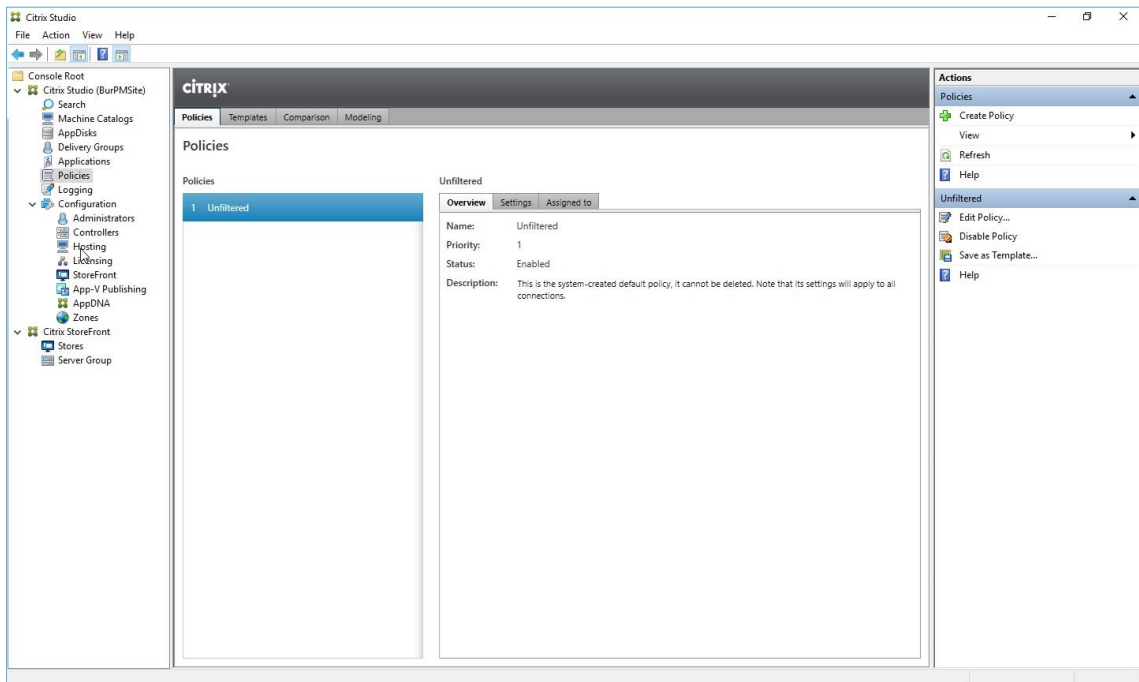 Citrix Studio
File Action View Help
Console Root
Citrix Studio (BurPMSite)
Search
Machine Catalogs
AppDisks
Delivery Groups
Applications
Policies
Logging
Configuration
Administrators
Controllers
Hosting
Licensing
StoreFront
App-V Publishing
AppDNA
Zones
Citrix StoreFront
Stores
Server Group
CITRIX
Policies Templates Comparison Modeling
Policies
Policies
1 Unfiltered
Unfiltered
Overview Settings Assigned to
Name: Unfiltered
Priority: 1
Status: Enabled
Description: This is the system-created default policy, it cannot be deleted. Note that its settings will apply to all
connections.
Actions
Policies
Create Policy
View
Refresh
Help
Unfiltered
Edit Policy...
Disable Policy
Save as Template...
Help